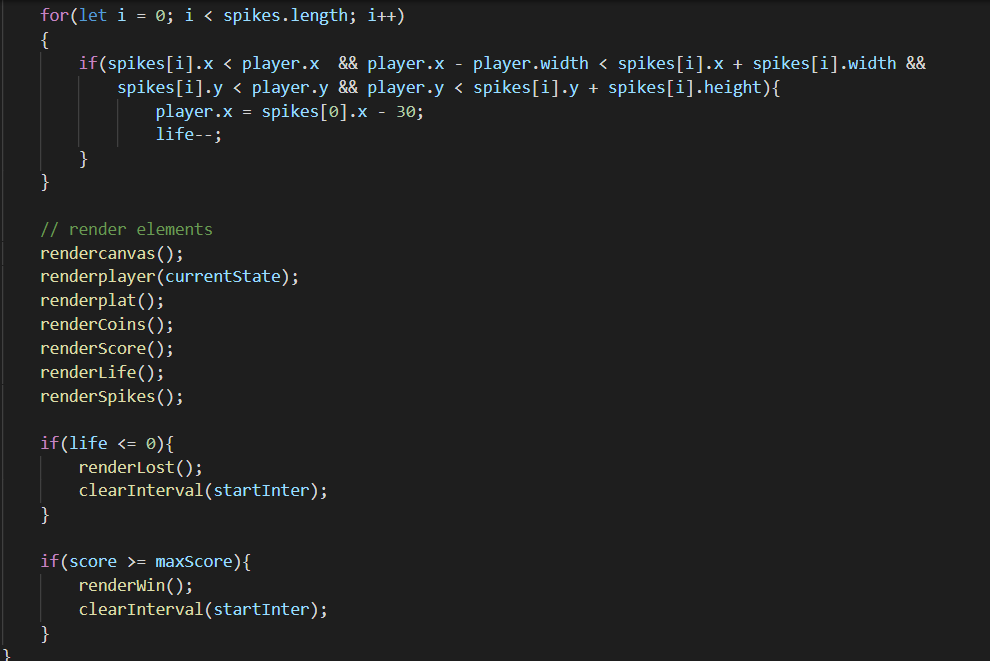 for(let i = 0; i < spikes.length; i++)
{
if(spikes[i].x < player.x  && player.x - player.width < spikes[i].x + spikes[i].width &&
spikes[i].y < player.y && player.y < spikes[i].y + spikes[i].height){
player.x = spikes[0].x - 30;
life--;
}
}
// render elements
rendercanvas();
renderplayer(currentState);
renderplat();
renderCoins();
renderScore();
renderLife();
renderSpikes();
if(life <= 0){
renderLost();
clearInterval(startInter);
}
if(score >= maxScore){
renderWin();
clearInterval(startInter);
}
}